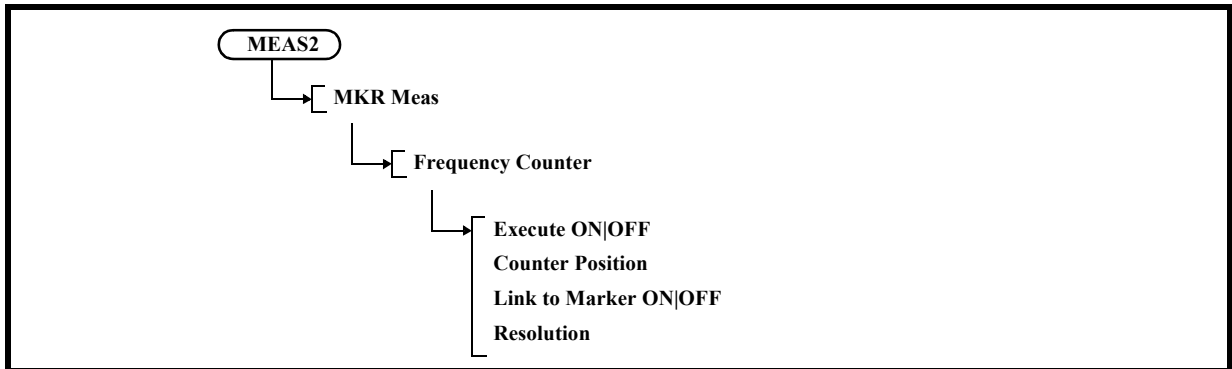 MEAS2
MKR Meas
Frequency Counter
Execute ON|OFF
Counter Position
Link to Marker ON|OFF
Resolution